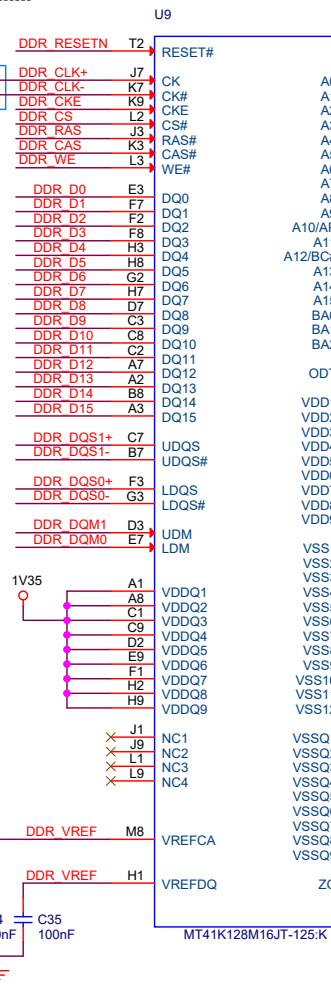 U9
DDR_RESETN T2 RESET#
DDR_CLK+ J7 CK
DDR_CLK- K7 CK#
DDR_CKE K9 CKE
DDR_CS L2 CS#
DDR_RAS J3 RAS#
DDR_CAS K3 CAS#
DDR_WE L3 WE#
DDR_D0 E3 DQ0
DDR_D1 F7 DQ1
DDR_D2 F2 DQ2 A10/AP
DDR_D3 F8 DQ3
DDR_D4 H3 DQ4 A12/BC#
DDR_D5 H8 DQ5
DDR_D6 G2 DQ6
DDR_D7 H7 DQ7
DDR_D8 D7 DQ8
DDR_D9 C3 DQ9
DDR_D10 C8 DQ10
DDR_D11 C2 DQ11
DDR_D12 A7 DQ12
DDR_D13 A2 DQ13
DDR_D14 B8 DQ14
DDR_D15 A3 DQ15
DDR_DQS1+ C7 UDQS
DDR_DQS1- B7 UDQS#
DDR_DQS0+ F3 LDQS
DDR_DQS0- G3 LDQS#
DDR_DQM1 D3 UDM
DDR_DQM0 E7 LDM
1V35
A1 VDDQ1
A8 VDDQ2
C1 VDDQ3
C9 VDDQ4
D2 VDDQ5
E9 VDDQ6
F1 VDDQ7
H2 VDDQ8
H9 VDDQ9
J1 NC1
J9 NC2
L1 NC3
L9 NC4
DDR_VREF M8 VREFCA
DDR_VREF H1 VREFDQ
C35
100nF
MT41K128M16JT-125:K